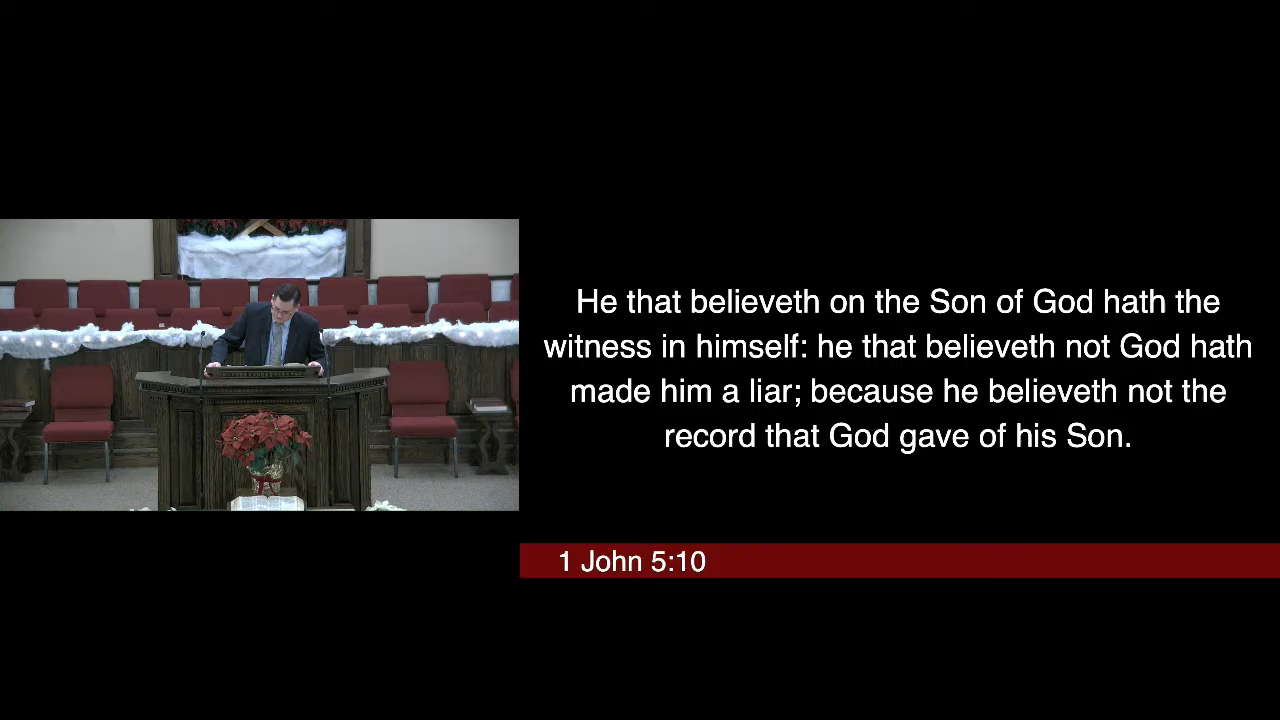 He that believeth on the Son of God hath the
witness in himself: he that believeth not God hath
made him a liar; because he believeth not the
record that God gave of his Son.
1 John 5:10